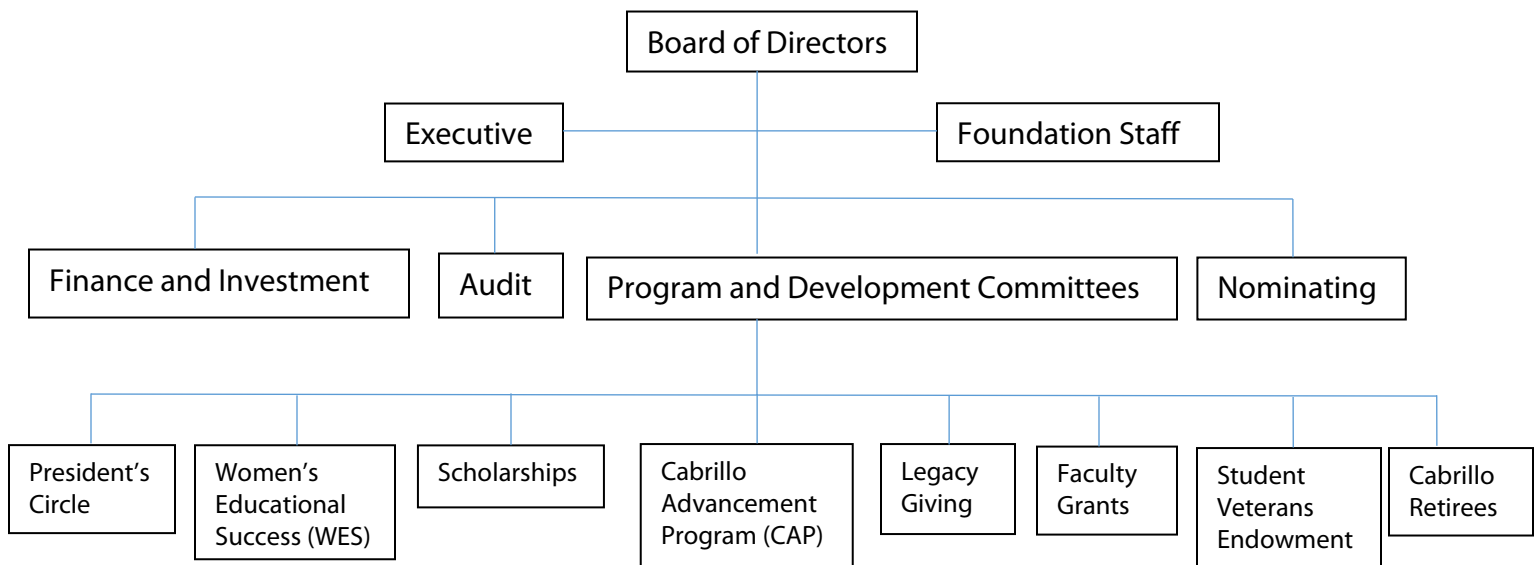 Board of Directors
Executive
Foundation Staff
Finance and Investment
Audit
Program and Development Committees
Nominating
President’s
Circle
Women’s
Educational
Success (WES)
Scholarships
Cabrillo
Advancement
Program (CAP)
Legacy
Giving
Faculty
Grants
Student
Veterans
Endowment
Cabrillo
Retirees